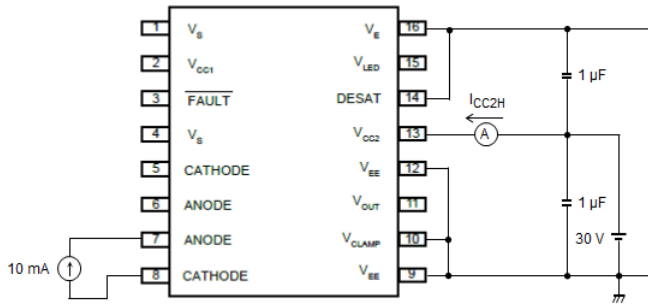 1 V_S V_E 16
2 V_CC1 V_LED 15
3 FAULT DESAT 14
I_CC2H
1 µF
4 V_S V_CC2 13 A
5 CATHODE V_EE 12
6 ANODE V_OUT 11
1 µF
7 ANODE V_CLAMP 10
30 V
10 mA
8 CATHODE V_EE 9